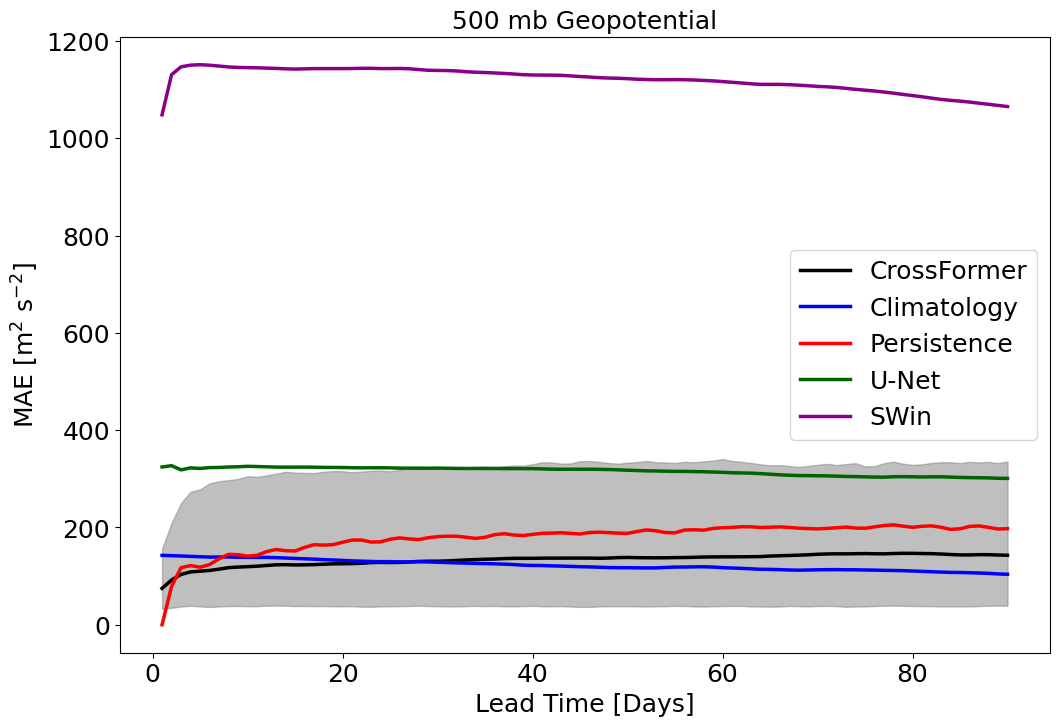 500 mb Geopotential
1200
1000
800
600
400
200
0
MAE [m² s⁻²]
CrossFormer
Climatology
Persistence
U-Net
SWin
0 20 40 60 80
Lead Time [Days]